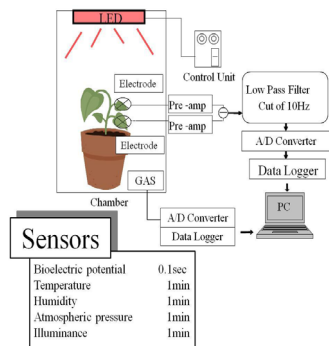 LED
Control Unit
Electrode
Pre -amp
Pre -amp
Electrode
Low Pass Filter
Cut of 10Hz
A/D Converter
Data Logger
PC
GAS
Chamber
A/D Converter
Data Logger
Sensors
Bioelectric potential 0.1sec
Temperature 1min
Humidity 1min
Atmospheric pressure 1min
Illuminance 1min